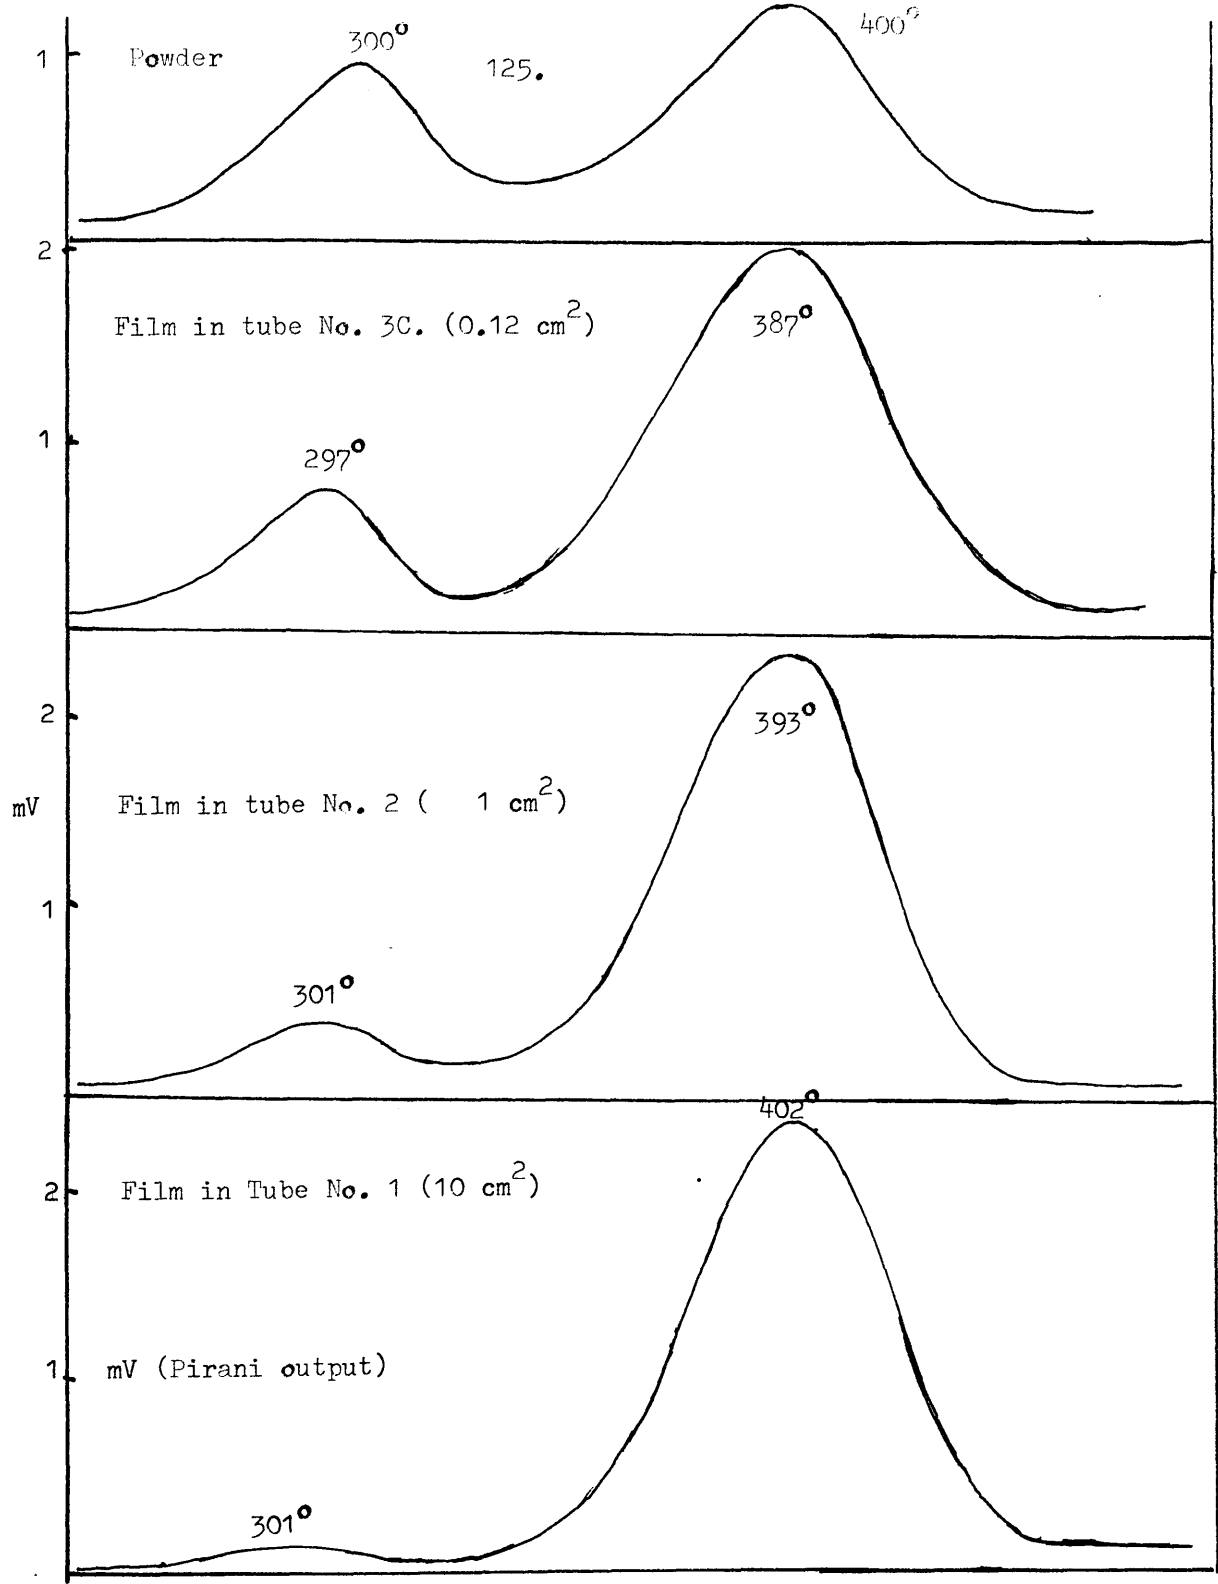 300° 400°
1 Powder 125.
2
Film in tube No. 3C. (0.12 cm²)
387°
1
297°
2
393°
mV Film in tube No. 2 ( 1 cm²)
1
301°
402°
2 Film in Tube No. 1 (10 cm²)
1 mV (Pirani output)
301°